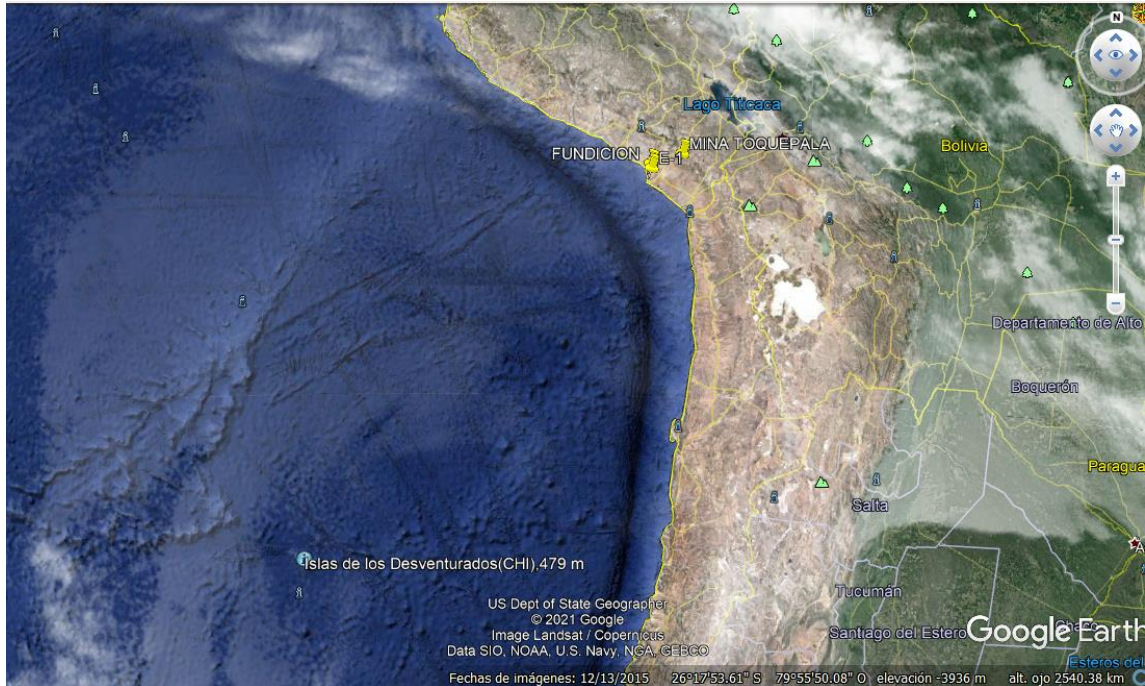 N
Lago Titicaca
FUNDICION
E-1
MINA TOQUEPALA
Bolivia
Departamento de Alto
Boquerón
Paragua
Salta
Islas de los Desventurados(CHI),479 m
A
Tucumán
US Dept of State Geographer
© 2021 Google
Image Landsat / Copernicus
Data SIO, NOAA, U.S. Navy, NGA, GEBCO
Santiago del Estero
Chaco
Google Earth
Esteros del
Fechas de imágenes: 12/13/2015 26°17'53.61" S 79°55'50.08" O elevación -3936 m alt. ojo 2540.38 km